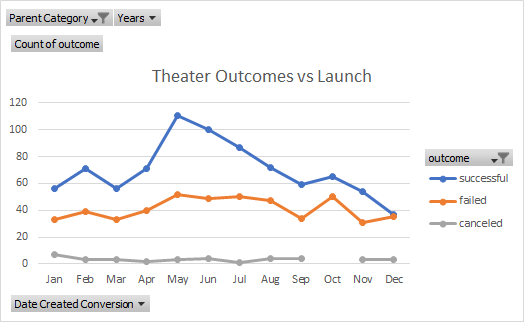 Parent Category Years
Count of outcome
Theater Outcomes vs Launch
120
100
80
60
40
20
0
Jan Feb Mar Apr May Jun Jul Aug Sep Oct Nov Dec
outcome
successful
failed
canceled
Date Created Conversion